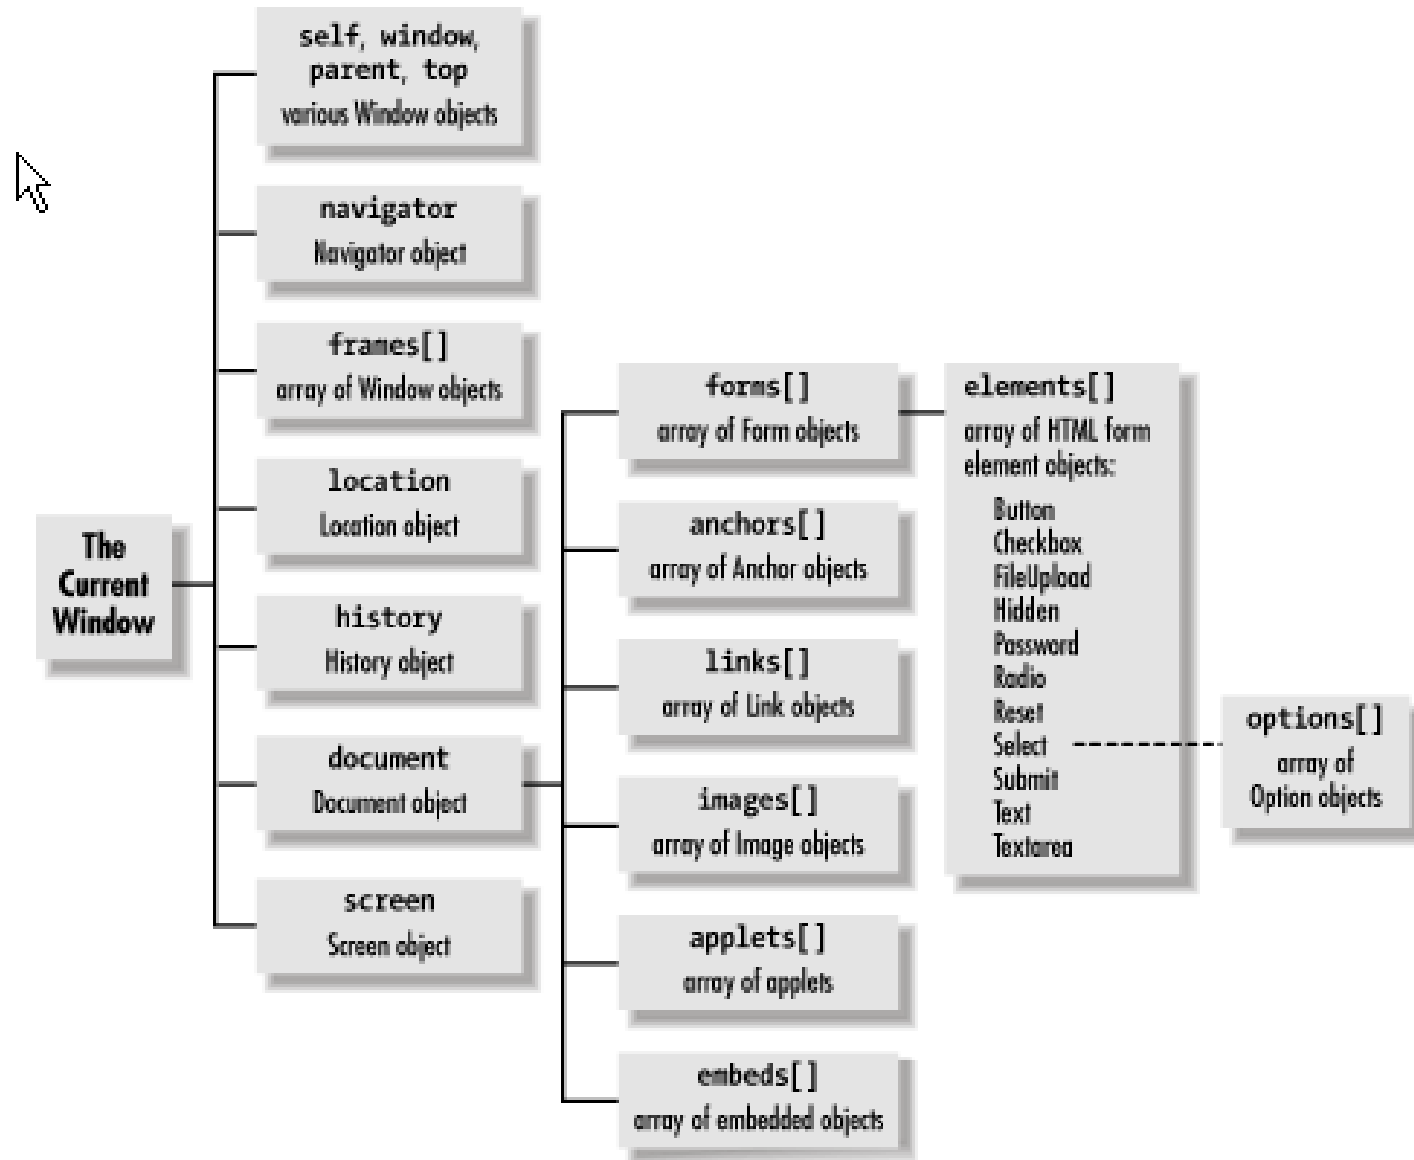 self, window,
parent, top
various Window objects
navigator
Navigator object
frames[]
array of Window objects
location
Location object
The
Current
Window
history
History object
document
Document object
screen
Screen object
forms[]
array of Form objects
anchors[]
array of Anchor objects
links[]
array of Link objects
images[]
array of Image objects
applets[]
array of applets
embeds[]
array of embedded objects
elements[]
array of HTML form
element objects:
Button
Checkbox
FileUpload
Hidden
Password
Radio
Reset
Select
Submit
Text
Textarea
options[]
array of
Option objects